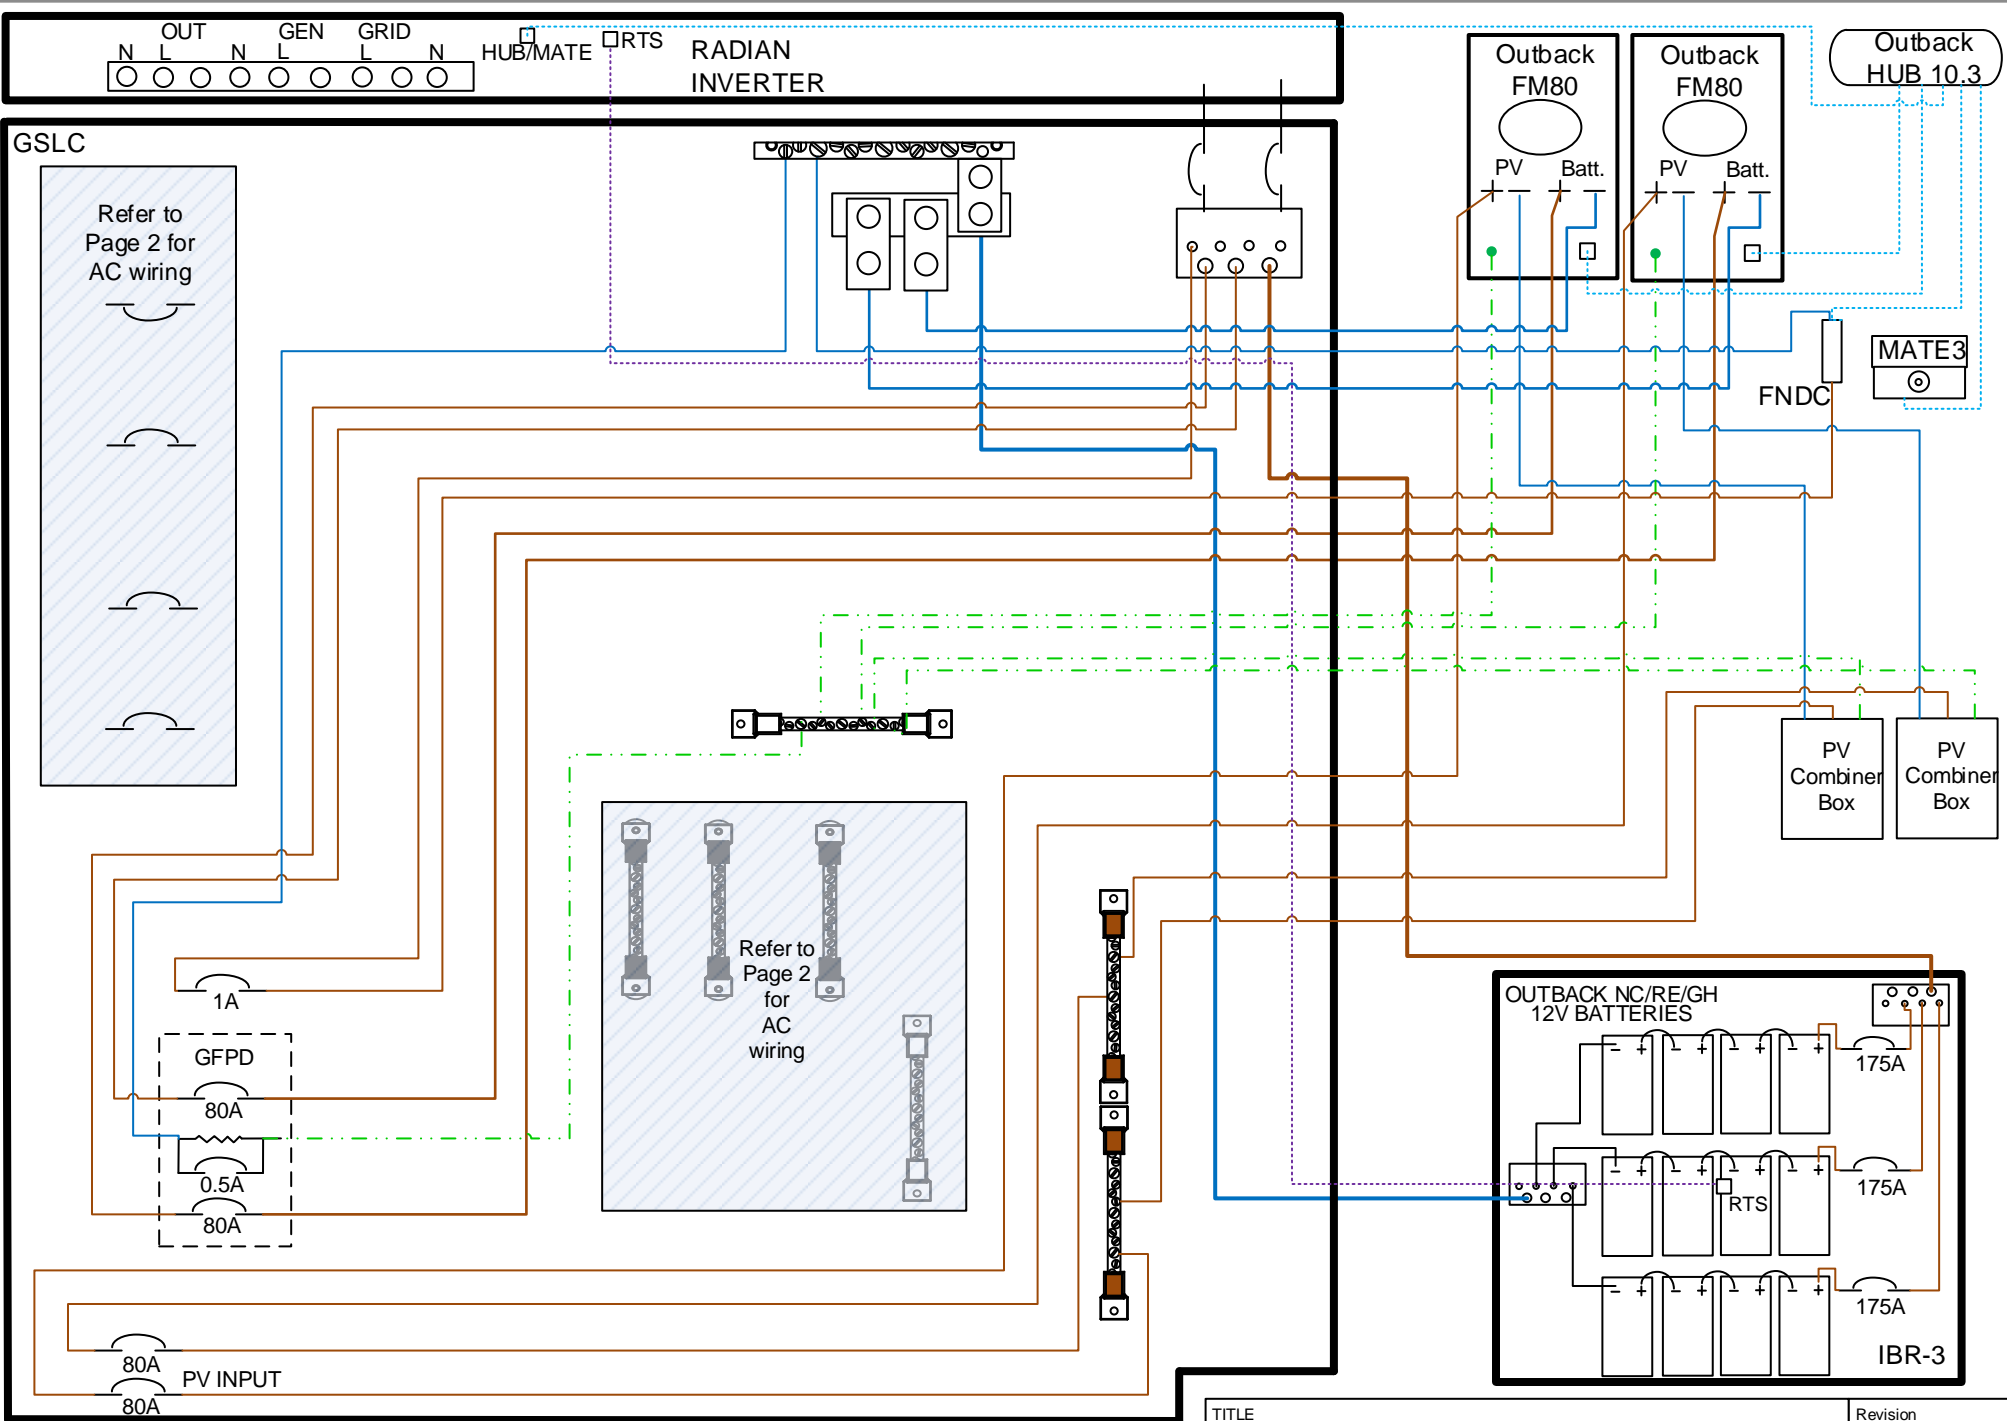 OUT GEN GRID
N L N L L N
HUB/MATE
RTS
RADIAN
INVERTER
Outback
FM80
PV Batt.
Outback
FM80
PV Batt.
Outback
HUB 10.3
GSLC
Refer to
Page 2 for
AC wiring
MATE3
FNDC
PV
Combiner
Box
PV
Combiner
Box
1A
GFPD
80A
0.5A
80A
Refer to
Page 2
for
AC
wiring
80A
PV INPUT
80A
OUTBACK NC/RE/GH
12V BATTERIES
- + - + - + - +
175A
- + - + - + - +
175A
RTS
- + - + - + - +
175A
IBR-3
TITLE
Revision